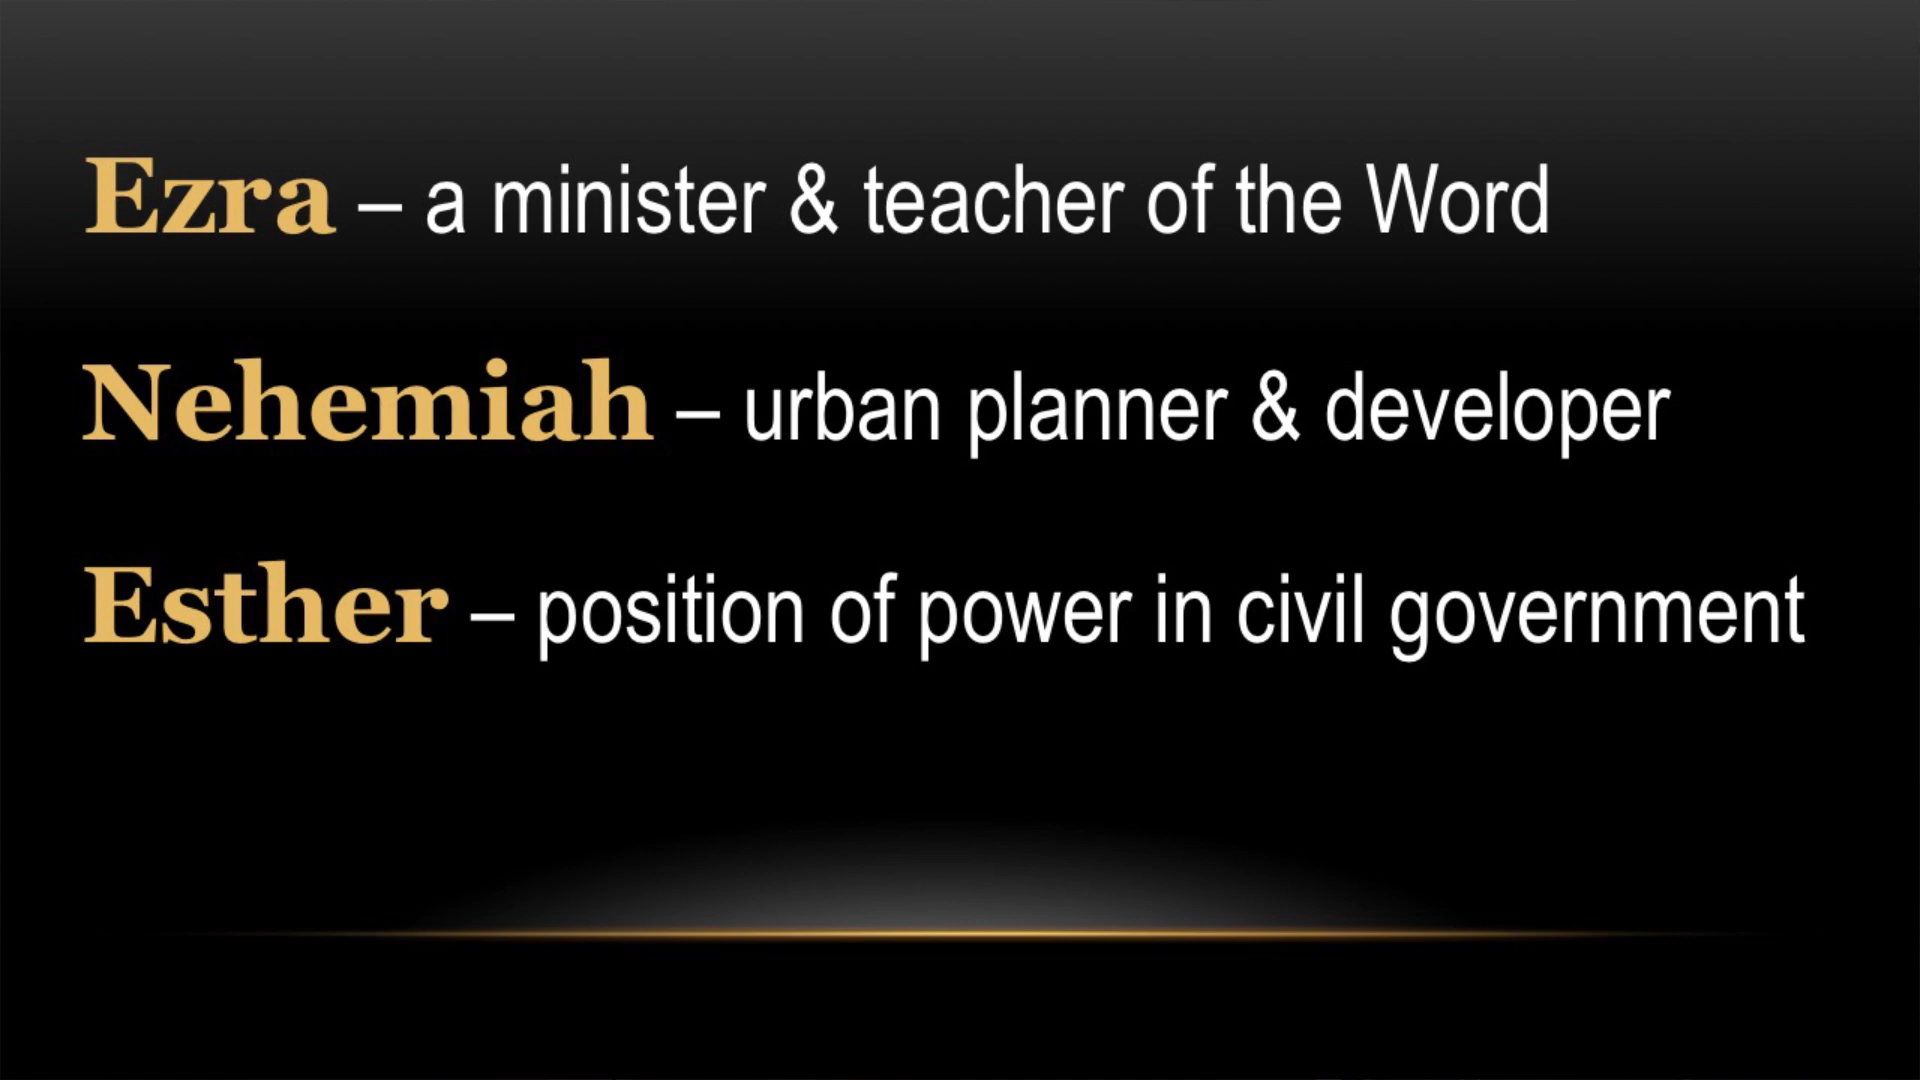 Ezra – a minister & teacher of the Word
Nehemiah – urban planner & developer
Esther – position of power in civil government